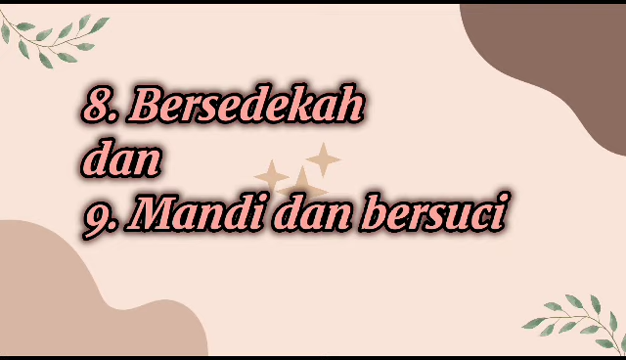 8. Bersedekah
dan
9. Mandi dan bersuci